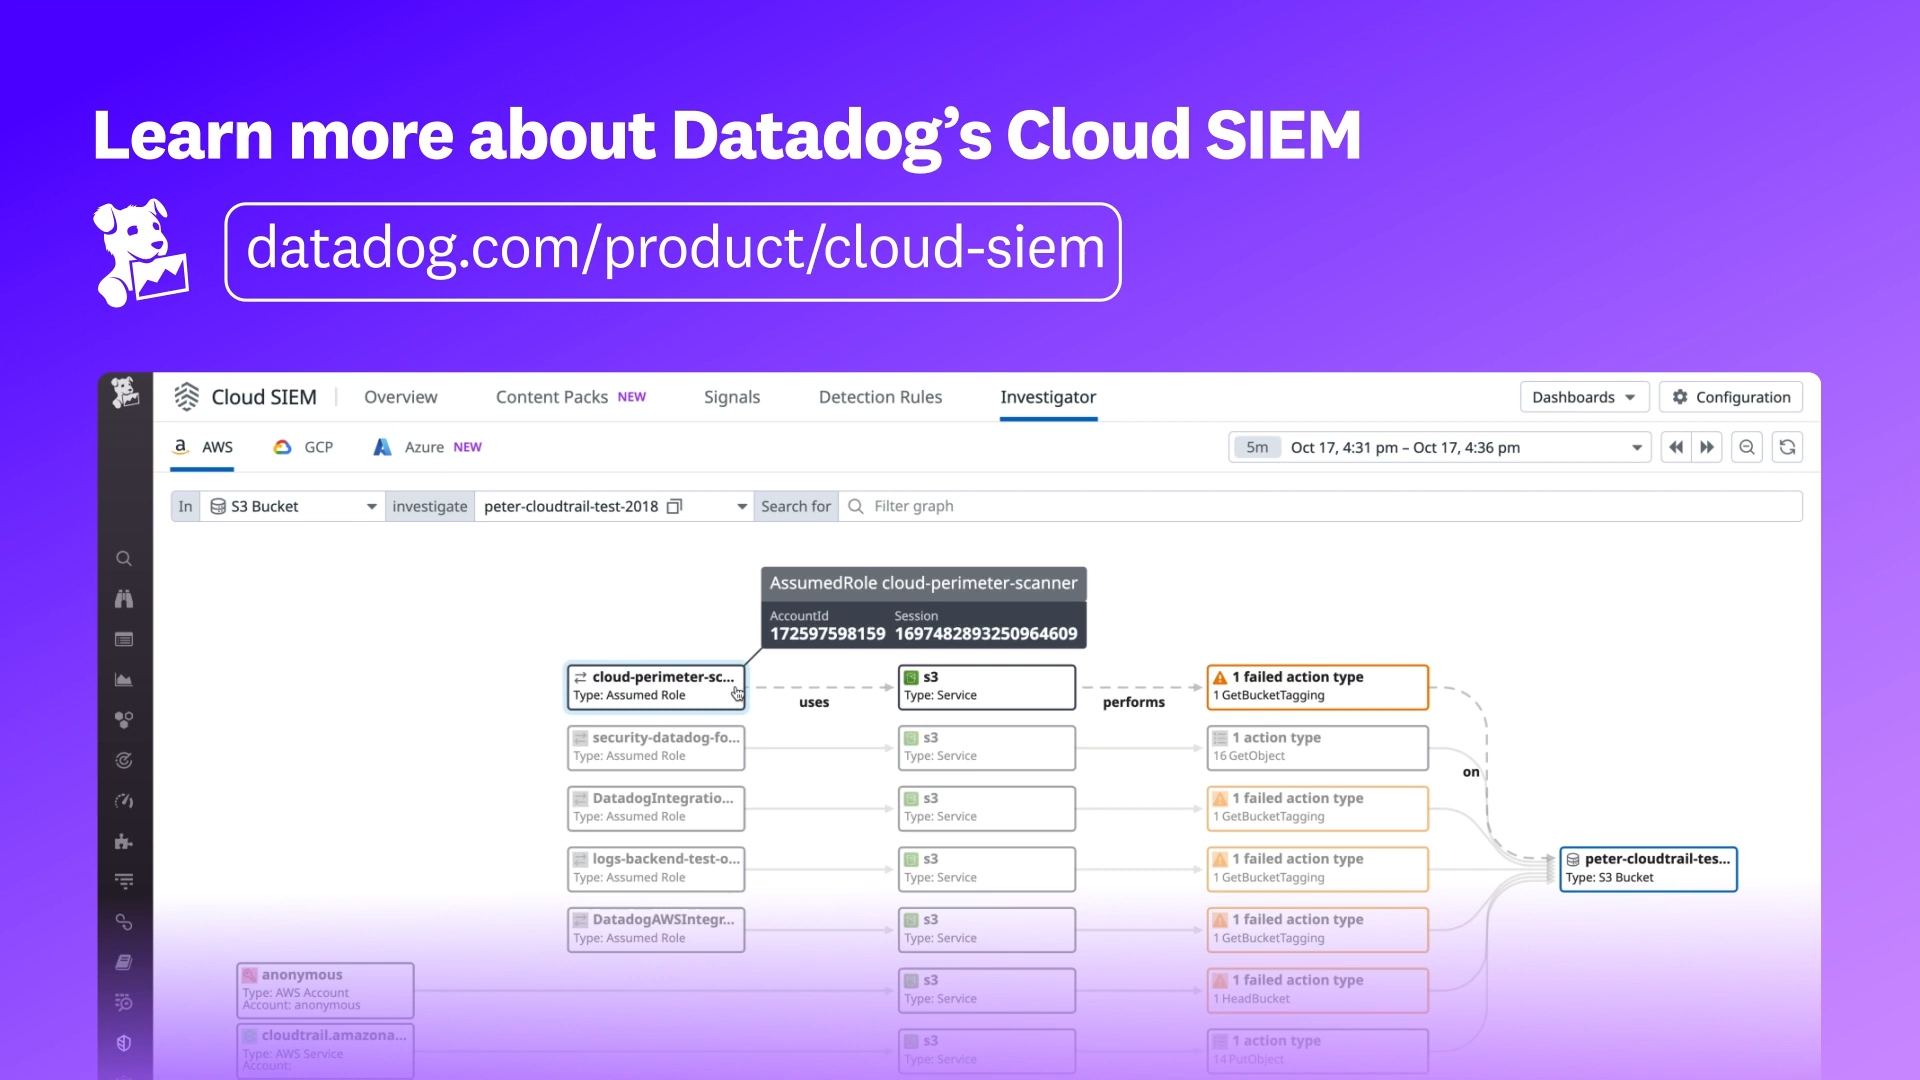 Learn more about Datadog’s Cloud SIEM
datadog.com/product/cloud-siem
Cloud SIEM Overview Content Packs NEW Signals Detection Rules Investigator Dashboards Configuration
a AWS GCP Azure NEW 5m Oct 17, 4:31 pm – Oct 17, 4:36 pm
In S3 Bucket investigate peter-cloudtrail-test-2018 Search for Filter graph
AssumedRole cloud-perimeter-scanner
AccountId Session
172597598159 1697482893250964609
cloud-perimeter-sc... s3 1 failed action type
Type: Assumed Role Type: Service 1 GetBucketTagging
uses performs
security-datadog-fo... s3 1 action type
Type: Assumed Role Type: Service 16 GetObject
on
DatadogIntegratio... s3 1 failed action type
Type: Assumed Role Type: Service 1 GetBucketTagging
logs-backend-test-o... s3 1 failed action type peter-cloudtrail-tes...
Type: Assumed Role Type: Service 1 GetBucketTagging Type: S3 Bucket
DatadogAWSIntegr... s3 1 failed action type
Type: Assumed Role Type: Service 1 GetBucketTagging
anonymous s3 1 failed action type
Type: AWS Account Type: Service 1 HeadBucket
Account: anonymous
cloudtrail.amazona... s3 1 action type
Type: AWS Service Type: Service 14 PutObject
Account: